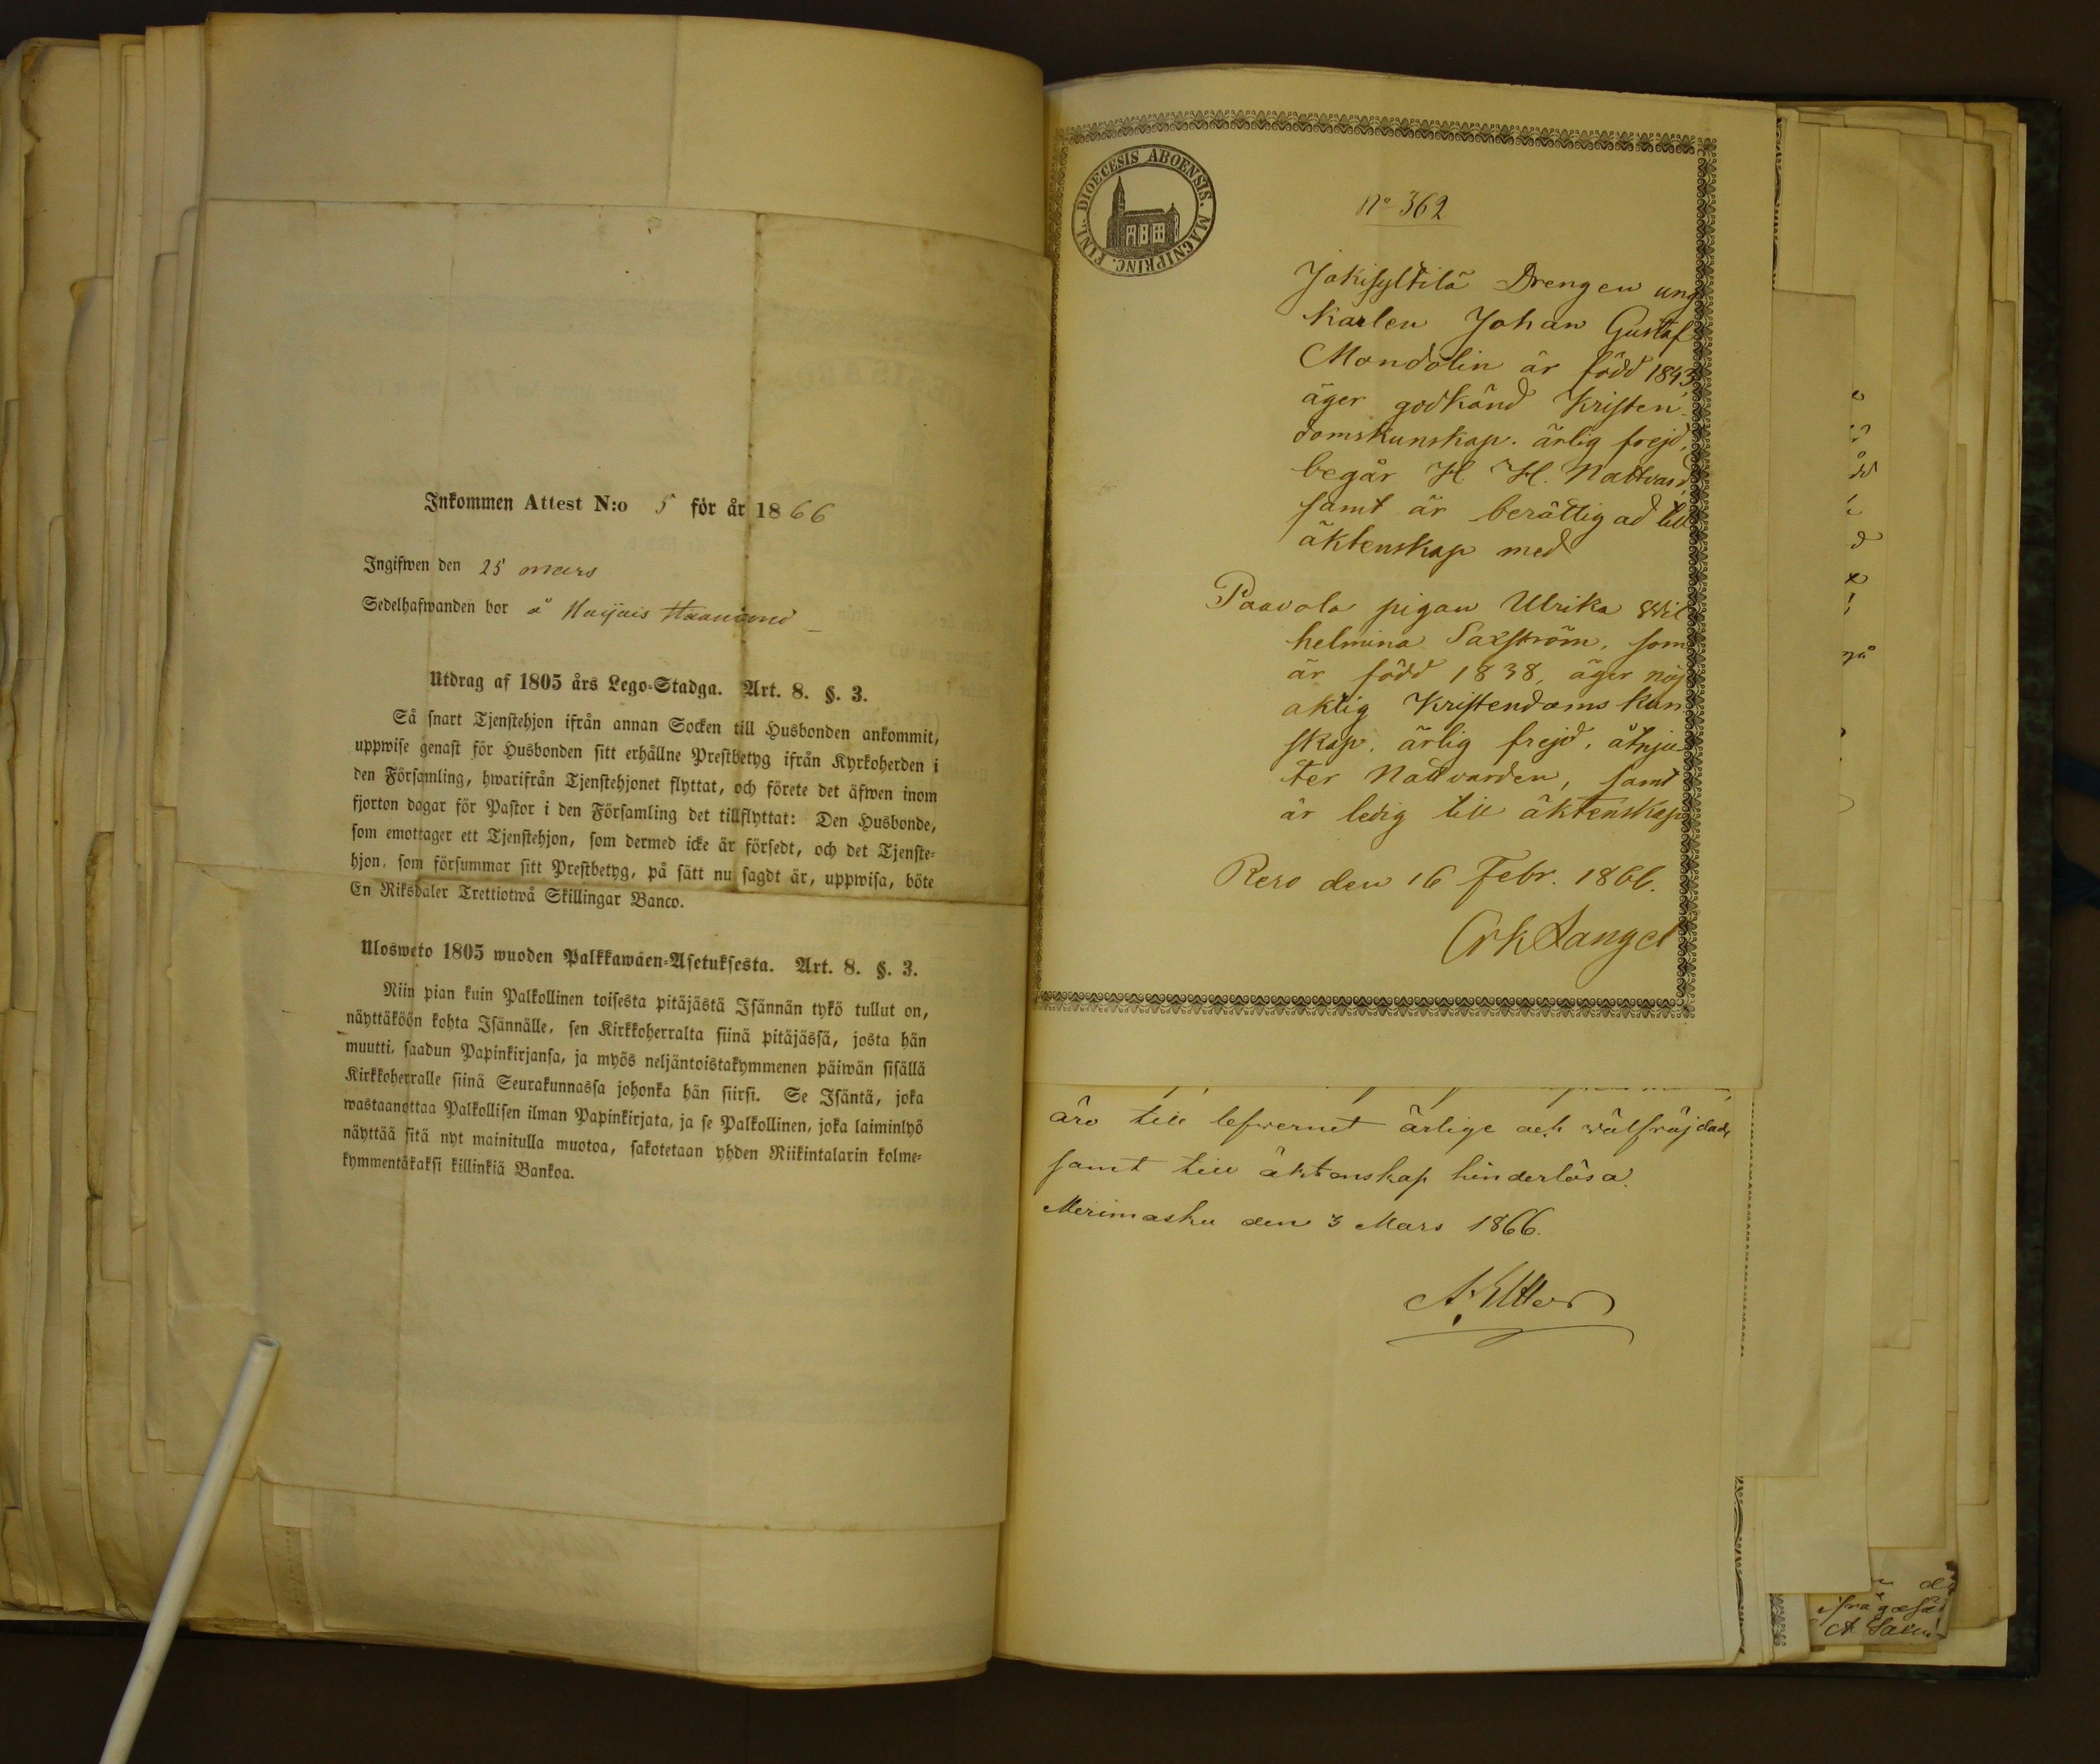 Inkommen Attest N:o 5 för år 1866
Ingifwen den 25 mars
Sedelhafwanden bor å Haijais
Utdrag af 1805 års Lego-Stadga. Art. 8. §. 3.
Så snart Tjenstehjon ifrån annan Socken till Husbonden ankommit,
uppwise genast för Husbonden sitt erhållne Prestbetyg ifrån Kyrkoherden i
den Församling, hwarifrån Tjenstehjonet flyttat, och förete det äfwen inom
fjorton dagar för Pastor i den Församling det tillflyttat: Den Husbonde,
som emottager ett Tjenstehjon, som dermed icke är försedt, och det Tjenste-
hjon, som försummar sitt Prestbetyg, på sätt nu sagdt är, uppwisa, böte
En Riksdaler Trettiotwå Skillingar Banco.
Ulosweto 1805 wuoden Palkkawäen-Asetuksesta. Art. 8. §. 3.
Niin pian kuin Palkollinen toisesta pitäjästä Isännän tykö tullut on,
näyttäköön kohta Isännälle, sen Kirkkoherralta siinä pitäjässä, josta hän
muutti, saadun Papinkirjansa, ja myös neljäntoistakymmenen päiwän sisällä
Kirkkoherralle siinä Seurakunnassa johonka hän siirsi. Se Isäntä, joka
wastaanottaa Palkollisen ilman Papinkirjata, ja se Palkollinen, joka laiminlyö
näyttää sitä nyt mainitulla muotoa, sakotetaan yhden Riikintalarin kolme-
kymmentäkaksi killinkiä Bankoa.
FINL. DIOECESIS ABOENSIS. MAGNIPRINC.
No 362
Jokisyltilä Drengen ung
karlen Johan Gustaf
Mondolin är född 1843
äger godkänd Kristen-
domskunskap. ärlig frejd,
begår H. H. Nattvard,
samt är berättigad till
äktenskap med
Paavola pigan Ulrika Wil
helmina Saxström, som
är född 1838, äger nöj
aktig Kristendoms kun
skap, ärlig frejd, åtnju
ter Nattvarden, samt
är ledig till äktenskap
Reso den 16 Febr. 1866.
äro till lefvernet ärlige och välfräjdade
samt till äktenskap hinderlösa.
Merimasku den 3 Mars 1866.